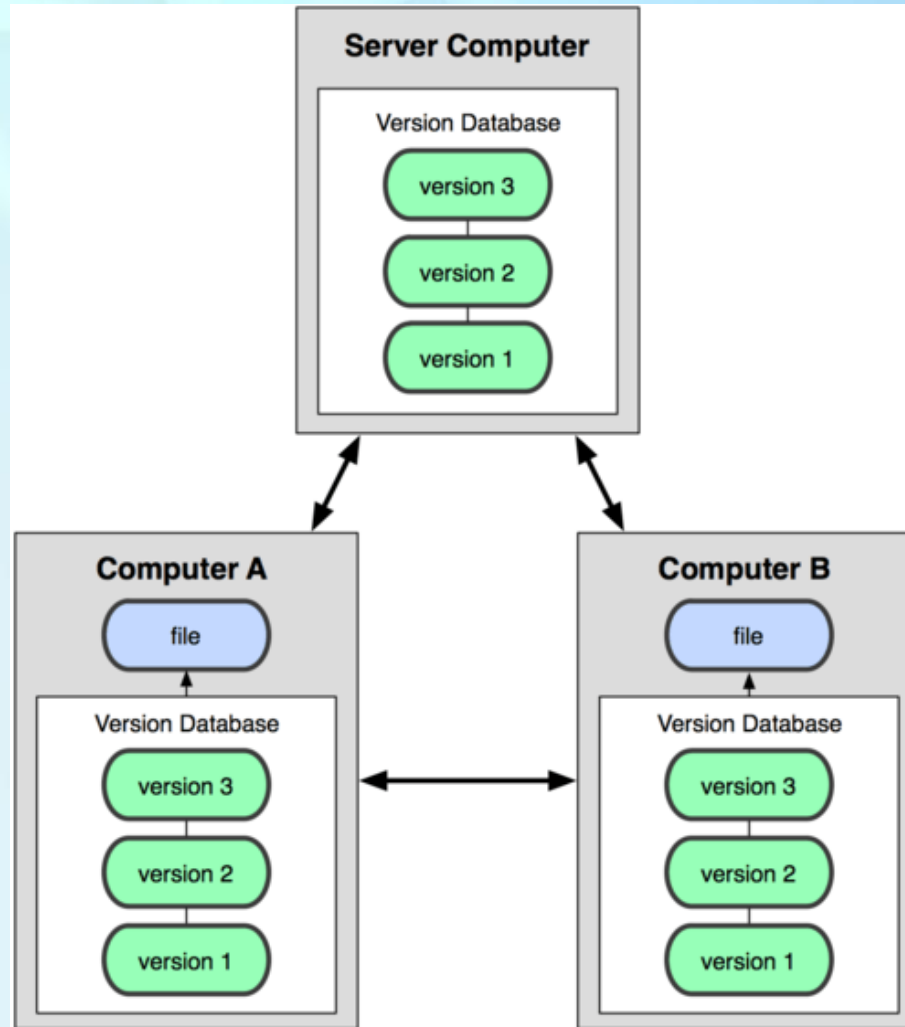 Server Computer
Version Database
version 3
version 2
version 1
Computer A
file
Version Database
version 3
version 2
version 1
Computer B
file
Version Database
version 3
version 2
version 1